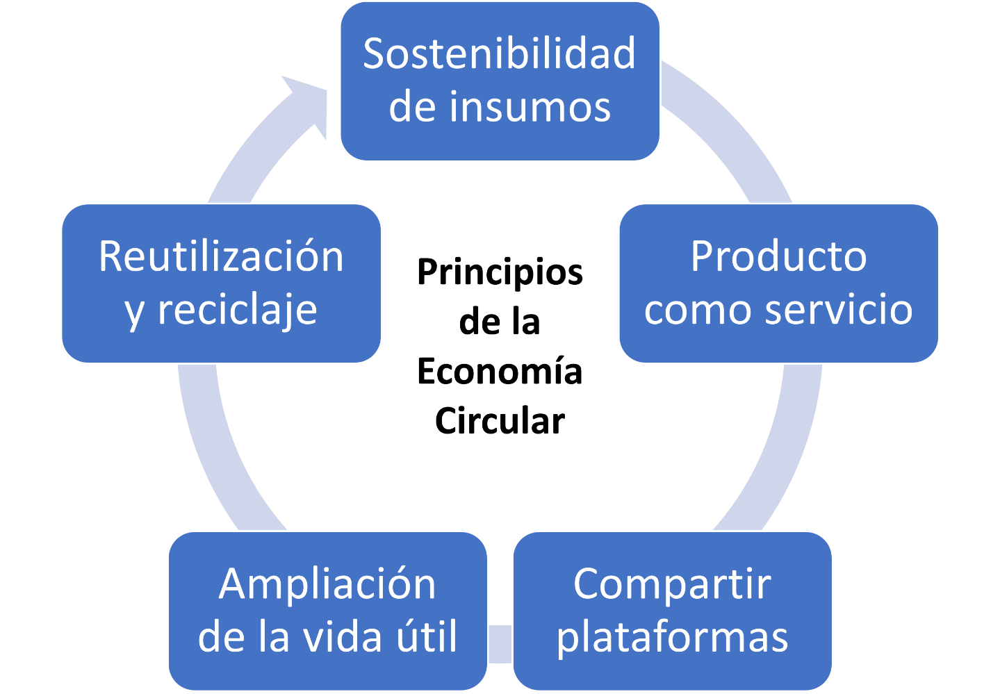 Sostenibilidad
de insumos
Producto
como servicio
Compartir
plataformas
Ampliación
de la vida útil
Reutilización
y reciclaje
Principios
de la
Economía
Circular